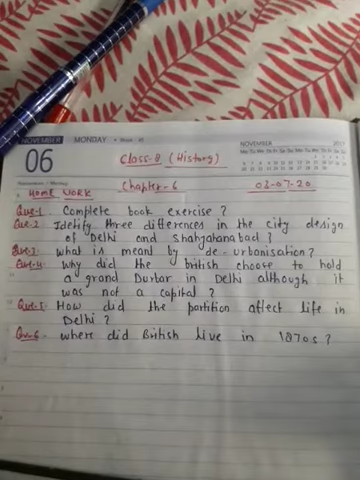 NOVEMBER MONDAY • Week 45 NOVEMBER
06 Class-8 (History)
Chapter-6 03-07-20
HOME WORK
Que-1. Complete book exercise ?
Que-2. Idetify three differences in the city design
of Delhi and Shahjahanabad ?
Que-3. What is meant by de-urbanisation?
Que-4. Why did the British choose to hold
a grand Durbar in Delhi although it
was not a capital ?
Que-5. How did the partition affect life in
Delhi ?
Que-6. where did British live in 1870s ?